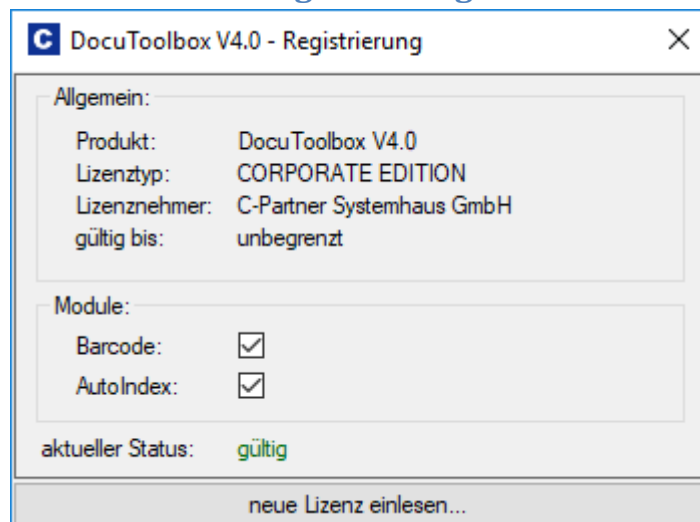 C DocuToolbox V4.0 - Registrierung
Allgemein:
Produkt: DocuToolbox V4.0
Lizenztyp: CORPORATE EDITION
Lizenznehmer: C-Partner Systemhaus GmbH
gültig bis: unbegrenzt
Module:
Barcode:
AutoIndex:
aktueller Status: gültig
neue Lizenz einlesen...